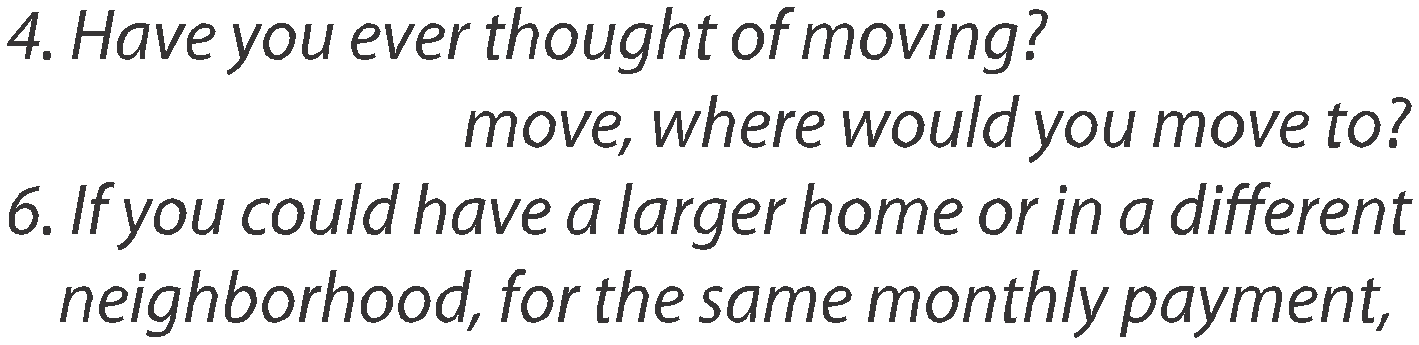 4. Have you ever thought of moving?
move, where would you move to?
6. If you could have a larger home or in a different
neighborhood, for the same monthly payment,